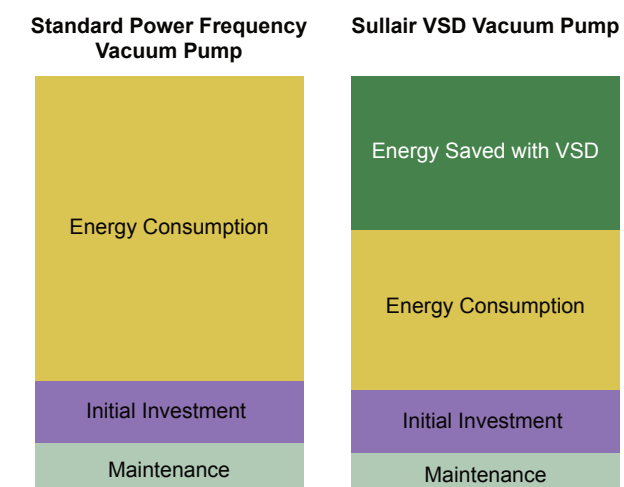 Standard Power Frequency
Vacuum Pump
Energy Consumption
Initial Investment
Maintenance
Sullair VSD Vacuum Pump
Energy Saved with VSD
Energy Consumption
Initial Investment
Maintenance